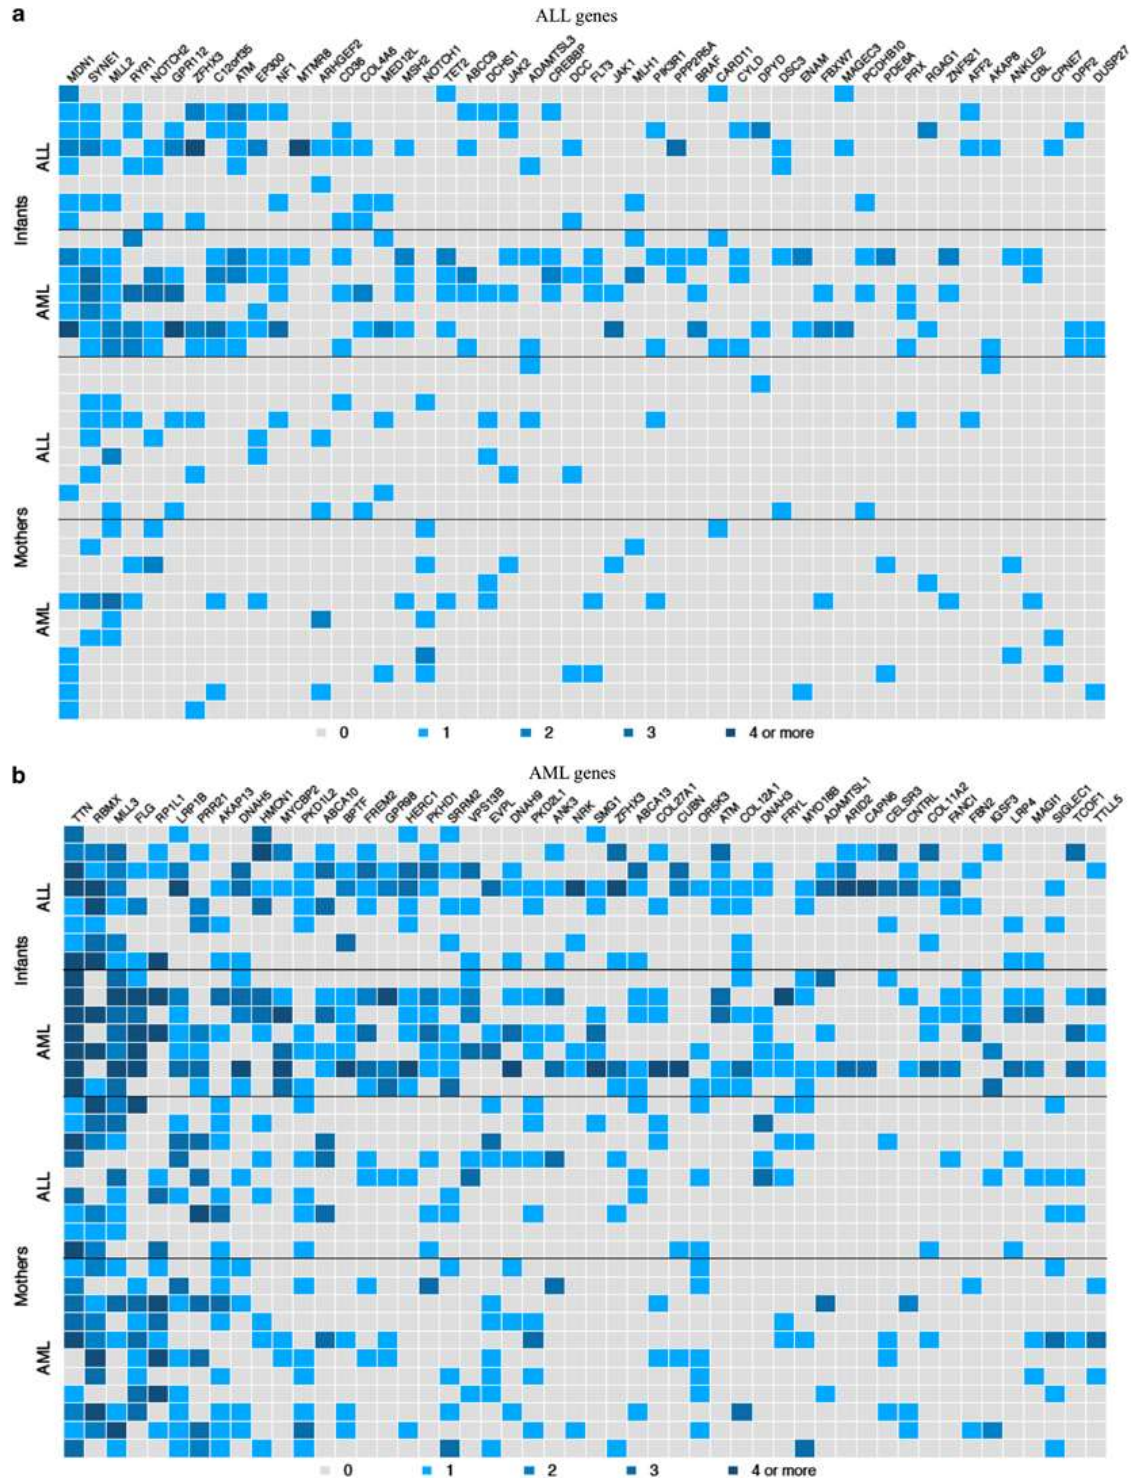 a
ALL genes
MDN1 SYNE1 MLL2 RYR1 NOTCH2 GPR112 ZFHX3 C12orf35 ATM EP300 NF1 MTMR8 ARHGEF2 CD36 COL4A6 MED12L MSH2 NOTCH1 TET2 ABCC9 DCHS1 JAK2 ADAMTSL3 CREBBP DCC FLT3 JAK1 MLH1 PIK3R1 PPP2R5A BRAF CARD11 CYLD DPYD DSC3 ENAM FBXW7 MAGEC3 PCDHB10 PDE6A PRX RGAG1 ZNF521 AFF2 AKAP8 ANKLE2 CBL CPNE7 DPF2 DUSP27
Infants
ALL
AML
Mothers
ALL
AML
0 1 2 3 4 or more
b
AML genes
TTN RBMX MLL3 FLG RP1L1 LRP1B PRR21 AKAP13 DNAH5 HMCN1 MYCBP2 PKD1L2 ABCA10 BPTF FREM2 GPR98 HERC1 PKHD1 SRRM2 VPS13B EVPL DNAH9 PKD2L1 ANK3 NRK SMG1 ZFHX3 ABCA13 COL27A1 CUBN OR5K3 ATM COL12A1 DNAH3 FRYL MYO18B ADAMTSL1 ARID2 CAPN6 CELSR3 CNTRL COL11A2 FANCI FBN2 IGSF3 LRP4 MAGI1 SIGLEC1 TCOF1 TTLL5
Infants
ALL
AML
Mothers
ALL
AML
0 1 2 3 4 or more